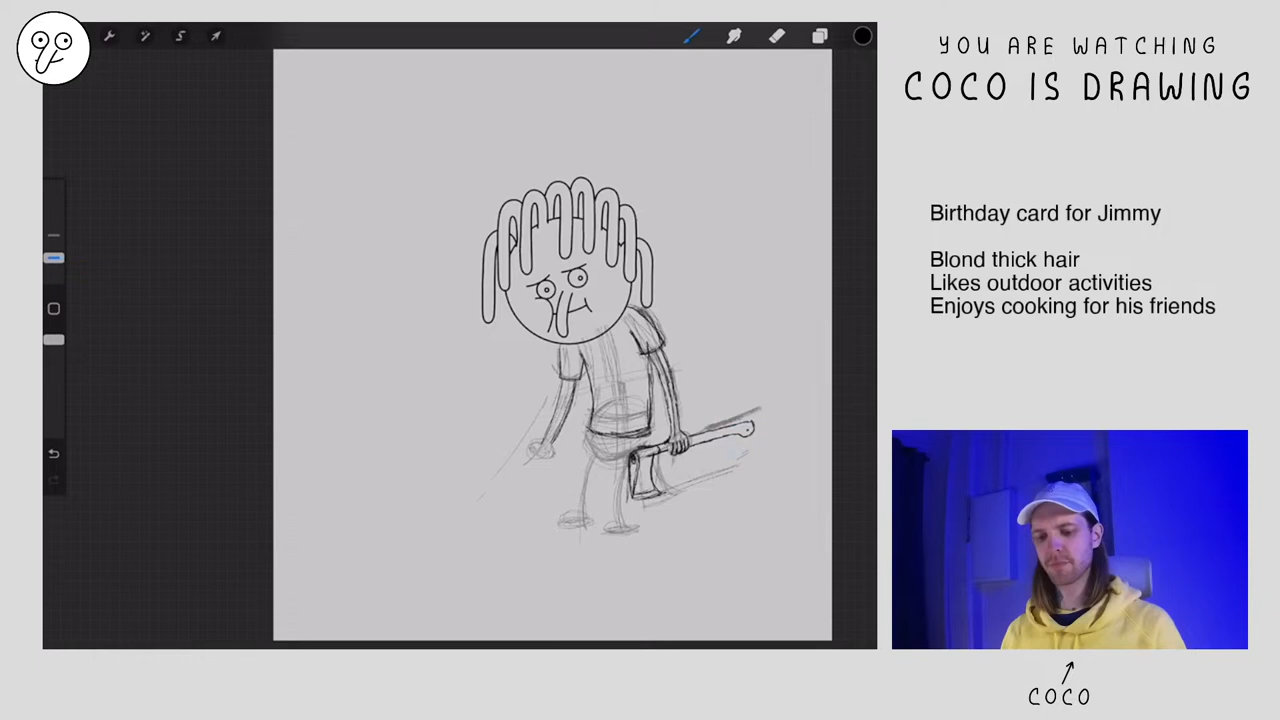 YOU ARE WATCHING
COCO IS DRAWING
Birthday card for Jimmy
Blond thick hair
Likes outdoor activities
Enjoys cooking for his friends
COCO